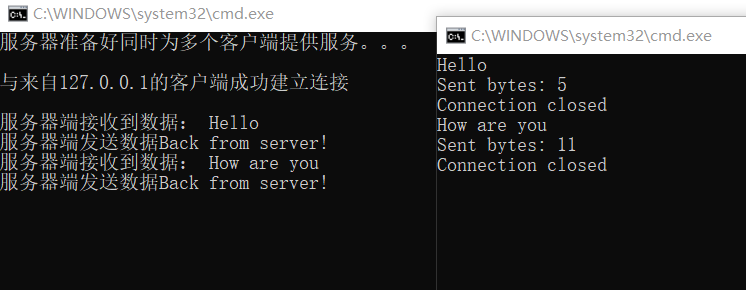 C:\WINDOWS\system32\cmd.exe
服务器准备好同时为多个客户端提供服务。。。
与来自127.0.0.1的客户端成功建立连接
服务器端接收到数据: Hello
服务器端发送数据Back from server!
服务器端接收到数据: How are you
服务器端发送数据Back from server!
C:\WINDOWS\system32\cmd.exe
Hello
Sent bytes: 5
Connection closed
How are you
Sent bytes: 11
Connection closed